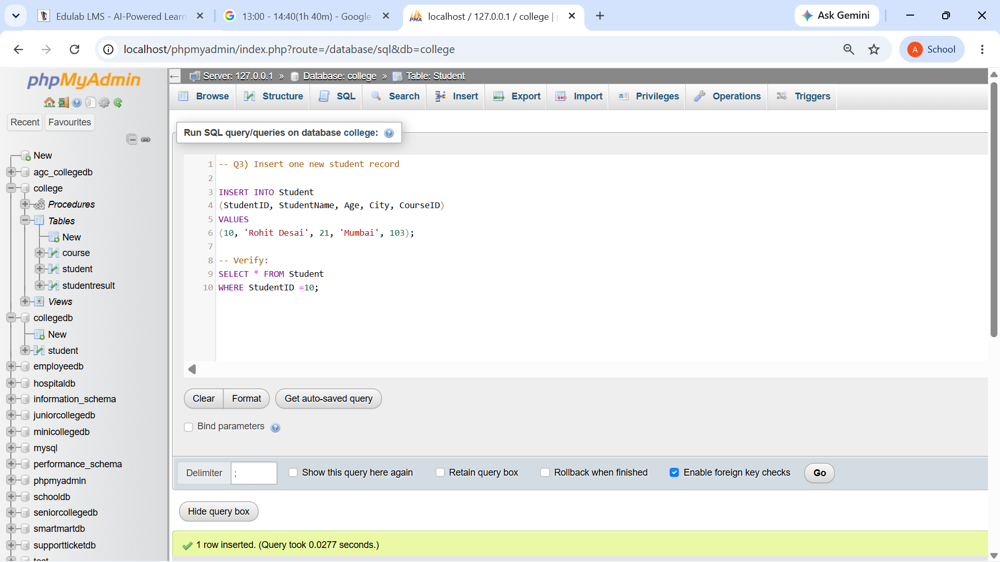 Edulab LMS - AI-Powered Learn
13:00 - 14:40(1h 40m) - Google
localhost / 127.0.0.1 / college |
Ask Gemini
localhost/phpmyadmin/index.php?route=/database/sql&db=college
A School
phpMyAdmin
Recent Favourites
New
agc_collegedb
college
Procedures
Tables
New
course
student
studentresult
Views
collegedb
New
student
employeedb
hospitaldb
information_schema
juniorcollegedb
minicollegedb
mysql
performance_schema
phpmyadmin
schooldb
seniorcollegedb
smartmartdb
supportticketdb
test
Server: 127.0.0.1 » Database: college » Table: Student
Browse Structure SQL Search Insert Export Import Privileges Operations Triggers
Run SQL query/queries on database college:
1 -- Q3) Insert one new student record
2
3 INSERT INTO Student
4 (StudentID, StudentName, Age, City, CourseID)
5 VALUES
6 (10, 'Rohit Desai', 21, 'Mumbai', 103);
7
8 -- Verify:
9 SELECT * FROM Student
10 WHERE StudentID =10;
Clear Format Get auto-saved query
Bind parameters
Delimiter ; Show this query here again Retain query box Rollback when finished Enable foreign key checks Go
Hide query box
1 row inserted. (Query took 0.0277 seconds.)